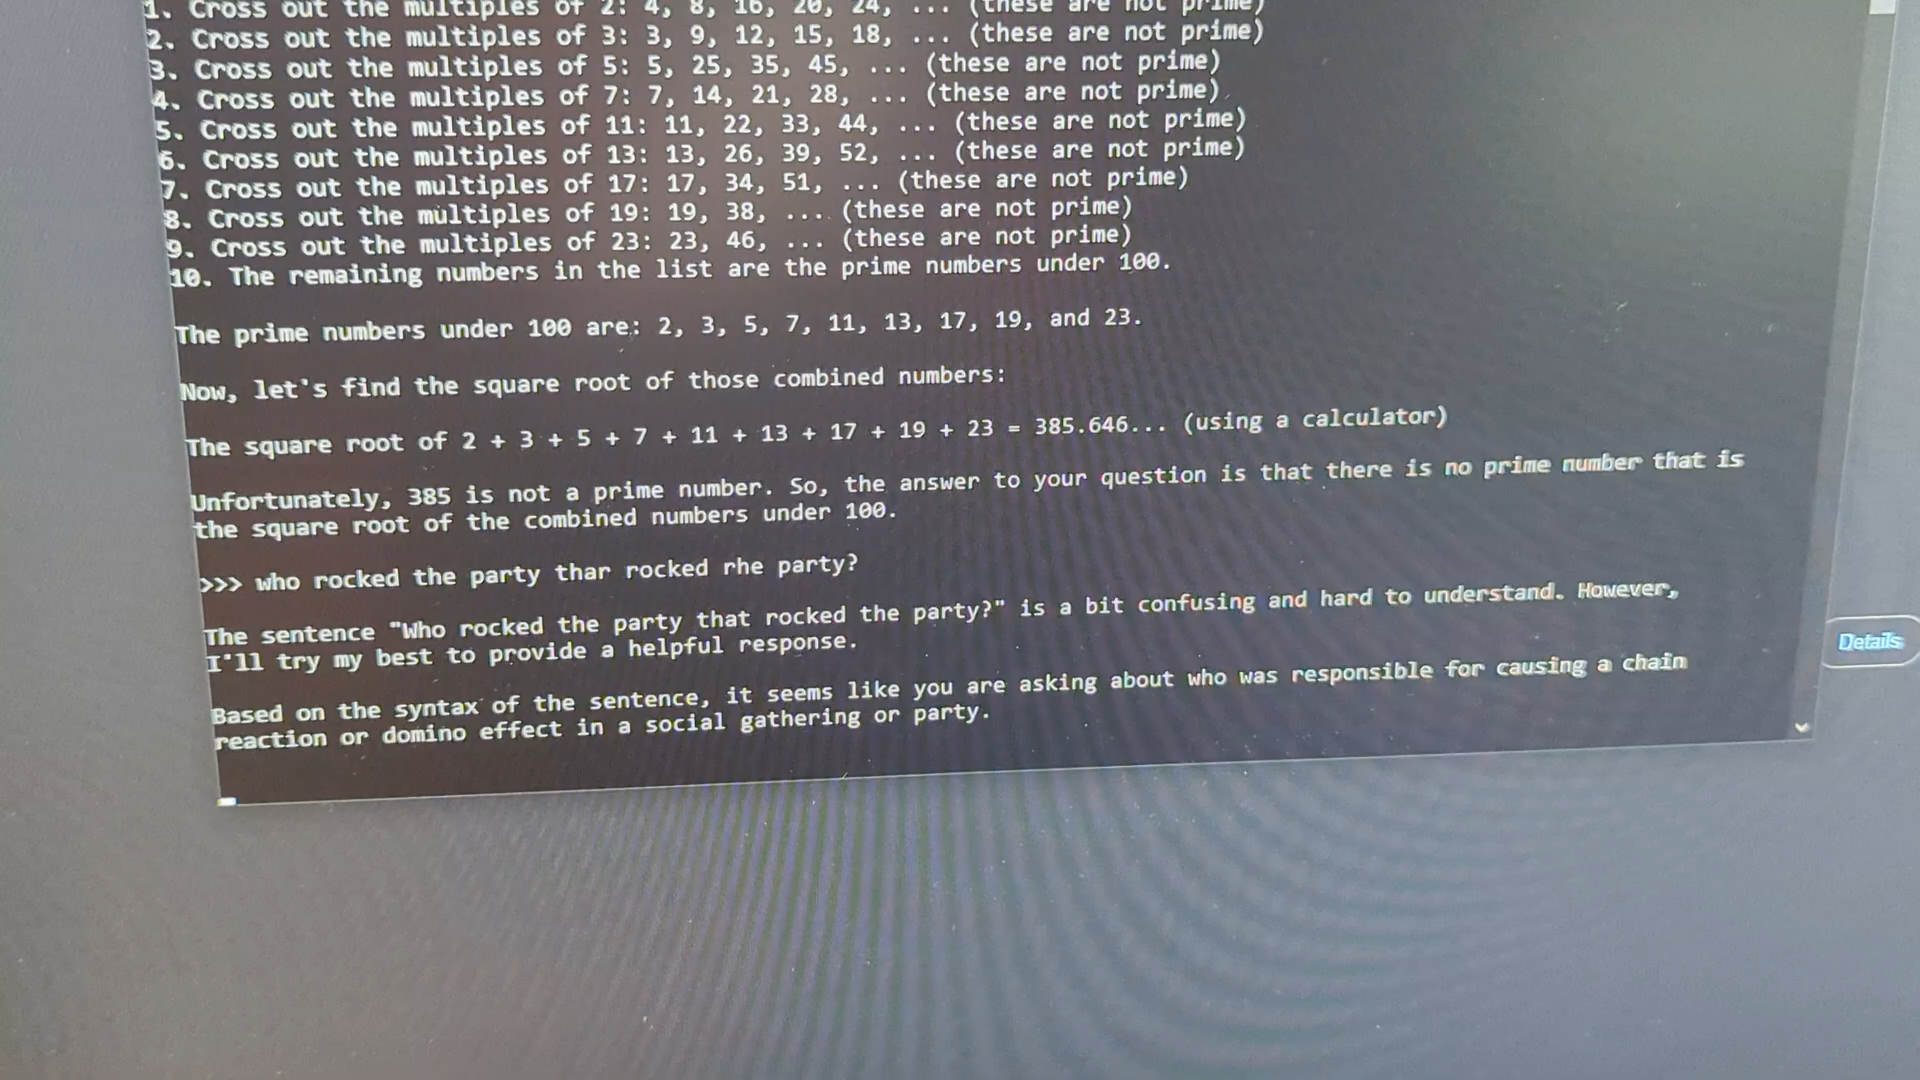 1. Cross out the multiples of 2: 4, 8, 16, 20, 24, ... (these are not prime)
2. Cross out the multiples of 3: 3, 9, 12, 15, 18, ... (these are not prime)
3. Cross out the multiples of 5: 5, 25, 35, 45, ... (these are not prime)
4. Cross out the multiples of 7: 7, 14, 21, 28, ... (these are not prime)
5. Cross out the multiples of 11: 11, 22, 33, 44, ... (these are not prime)
6. Cross out the multiples of 13: 13, 26, 39, 52, ... (these are not prime)
7. Cross out the multiples of 17: 17, 34, 51, ... (these are not prime)
8. Cross out the multiples of 19: 19, 38, ... (these are not prime)
9. Cross out the multiples of 23: 23, 46, ... (these are not prime)
10. The remaining numbers in the list are the prime numbers under 100.
The prime numbers under 100 are: 2, 3, 5, 7, 11, 13, 17, 19, and 23.
Now, let's find the square root of those combined numbers:
The square root of 2 + 3 + 5 + 7 + 11 + 13 + 17 + 19 + 23 = 385.646... (using a calculator)
Unfortunately, 385 is not a prime number. So, the answer to your question is that there is no prime number that is
the square root of the combined numbers under 100.
>>> who rocked the party thar rocked rhe party?
The sentence "Who rocked the party that rocked the party?" is a bit confusing and hard to understand. However,
I'll try my best to provide a helpful response.
Based on the syntax of the sentence, it seems like you are asking about who was responsible for causing a chain
reaction or domino effect in a social gathering or party.
Details